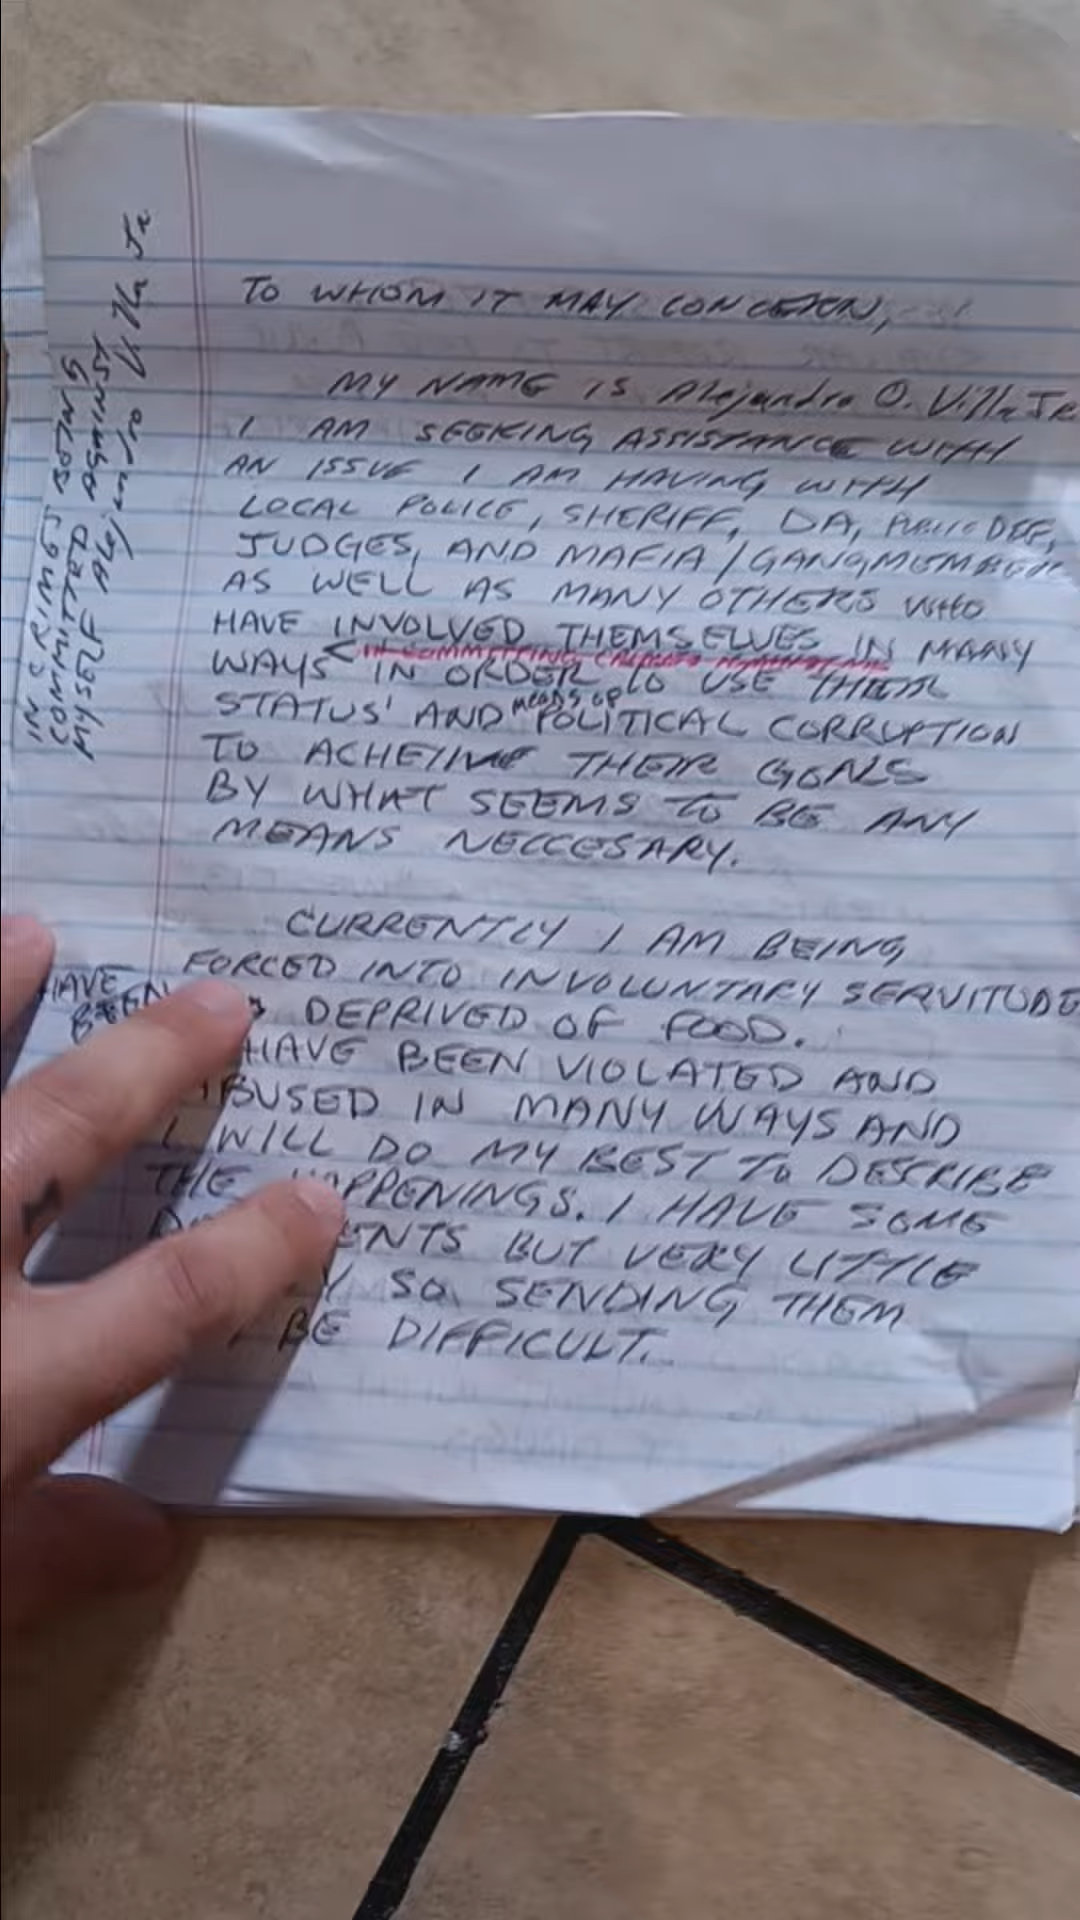 TO WHOM IT MAY CONCERN,
MY NAME IS Alejandro O. Villa Jr
I AM SEEKING ASSISTANCE WITH
AN ISSUE I AM HAVING WITH
LOCAL POLICE, SHERIFF, DA, PUBLIC DEF,
JUDGES, AND MAFIA/GANGMEMBER
AS WELL AS MANY OTHERS WHO
HAVE INVOLVED THEMSELVES IN MANY
WAYS IN ORDER TO USE THEIR
STATUS' AND MEANS OF POLITICAL CORRUPTION
TO ACHEIVE THEIR GOALS
BY WHAT SEEMS TO BE ANY
MEANS NECCESARY.
IN CRIMES BEING
COMMITTED AGAINST
MYSELF Alejandro Villa Jr
CURRENTLY I AM BEING
FORCED INTO INVOLUNTARY SERVITUDE
HAVE
BEEN DEPRIVED OF FOOD.
HAVE BEEN VIOLATED AND
ABUSED IN MANY WAYS AND
I WILL DO MY BEST TO DESCRIBE
THE HAPPENINGS. I HAVE SOME
BUT VERY LITTLE
SO SENDING THEM
BE DIFFICULT.